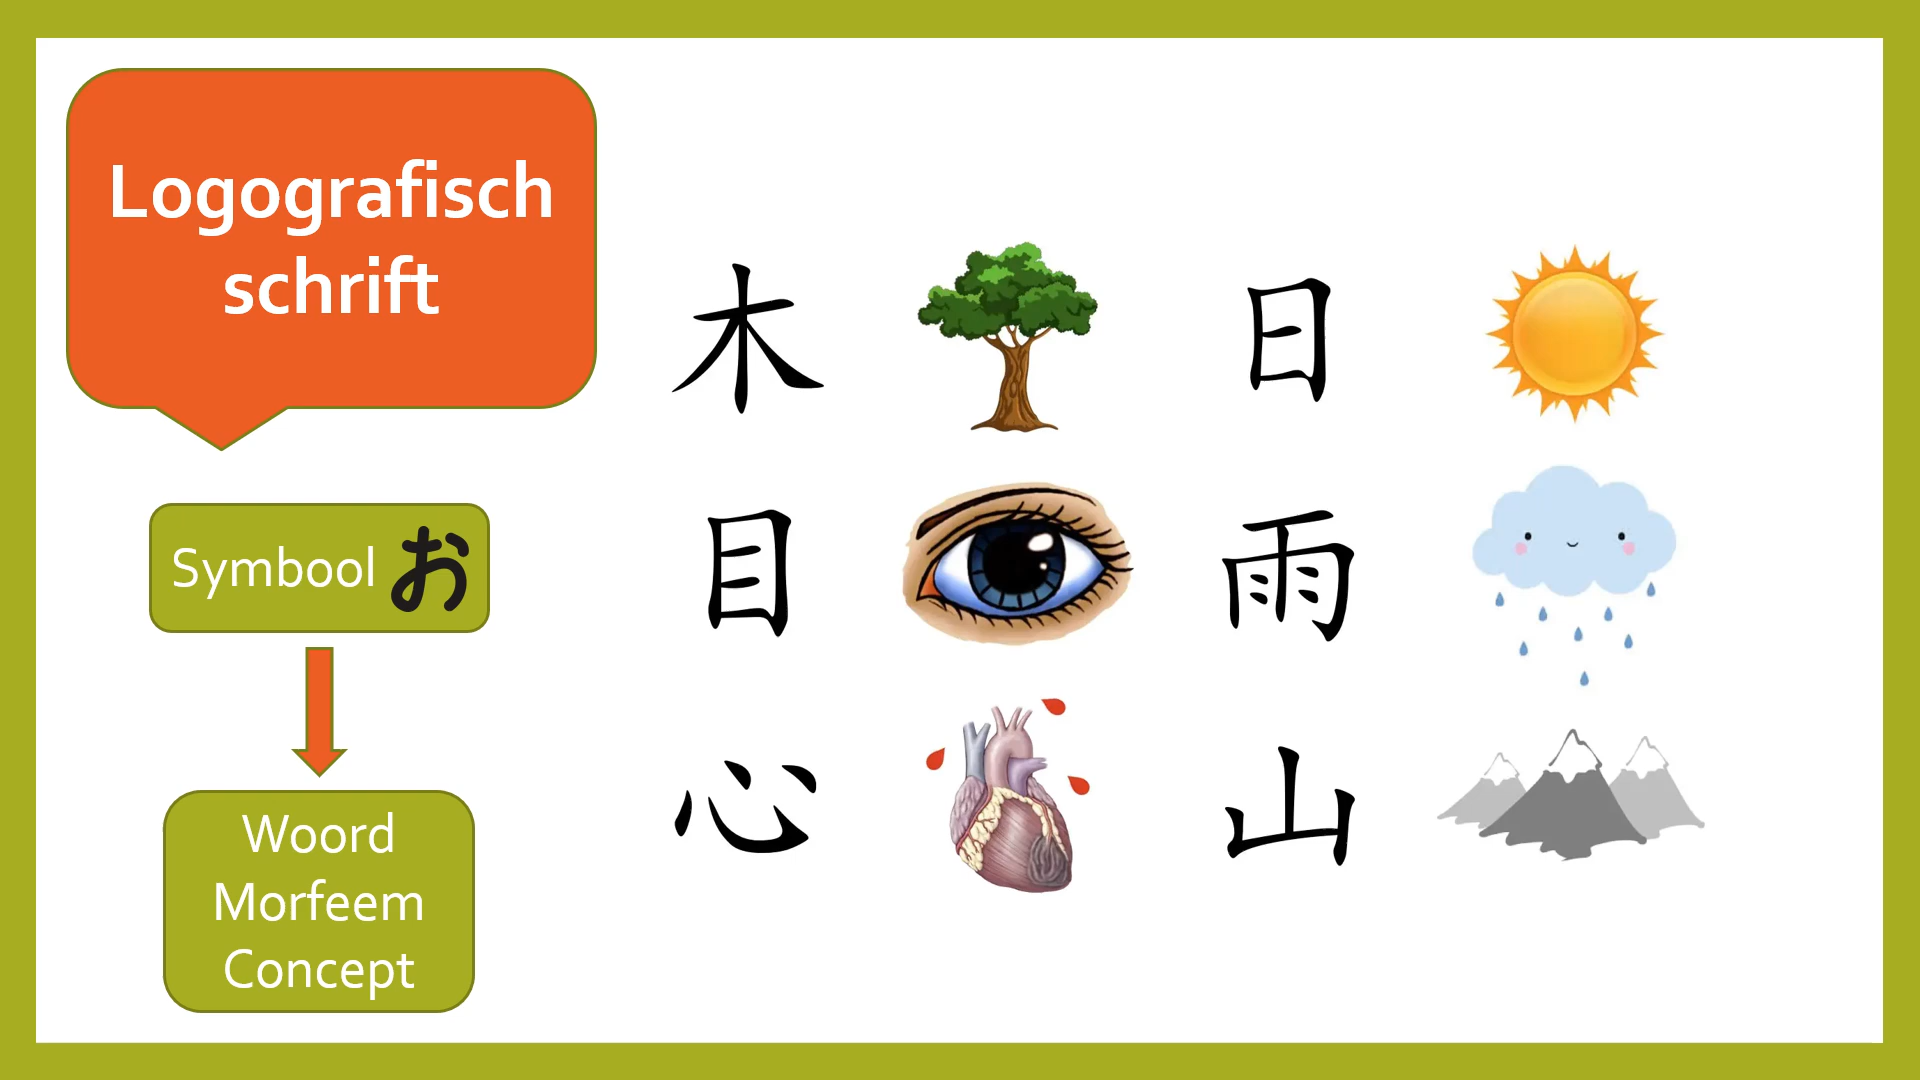 Logografisch
schrift
Symbool お
Woord
Morfeem
Concept
木 日
目 雨
心 山